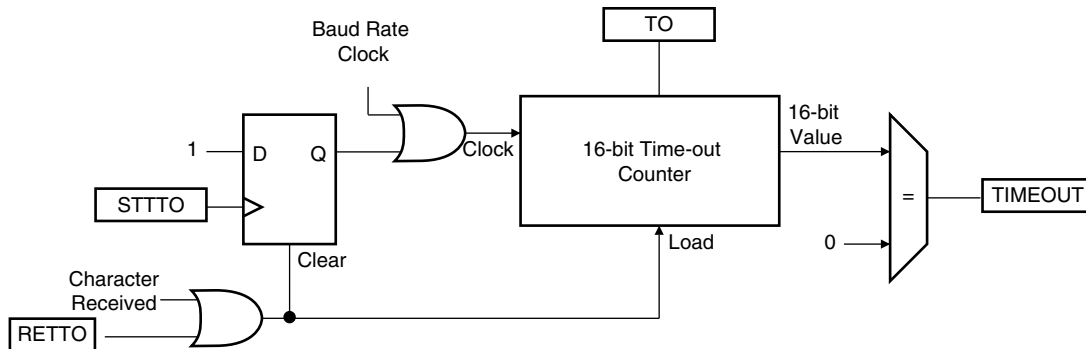 TO
Baud Rate
Clock
16-bit
Value
1
D
Q
Clock
16-bit Time-out
Counter
STTTO
=
TIMEOUT
Clear
Load
0
Character
Received
RETTO